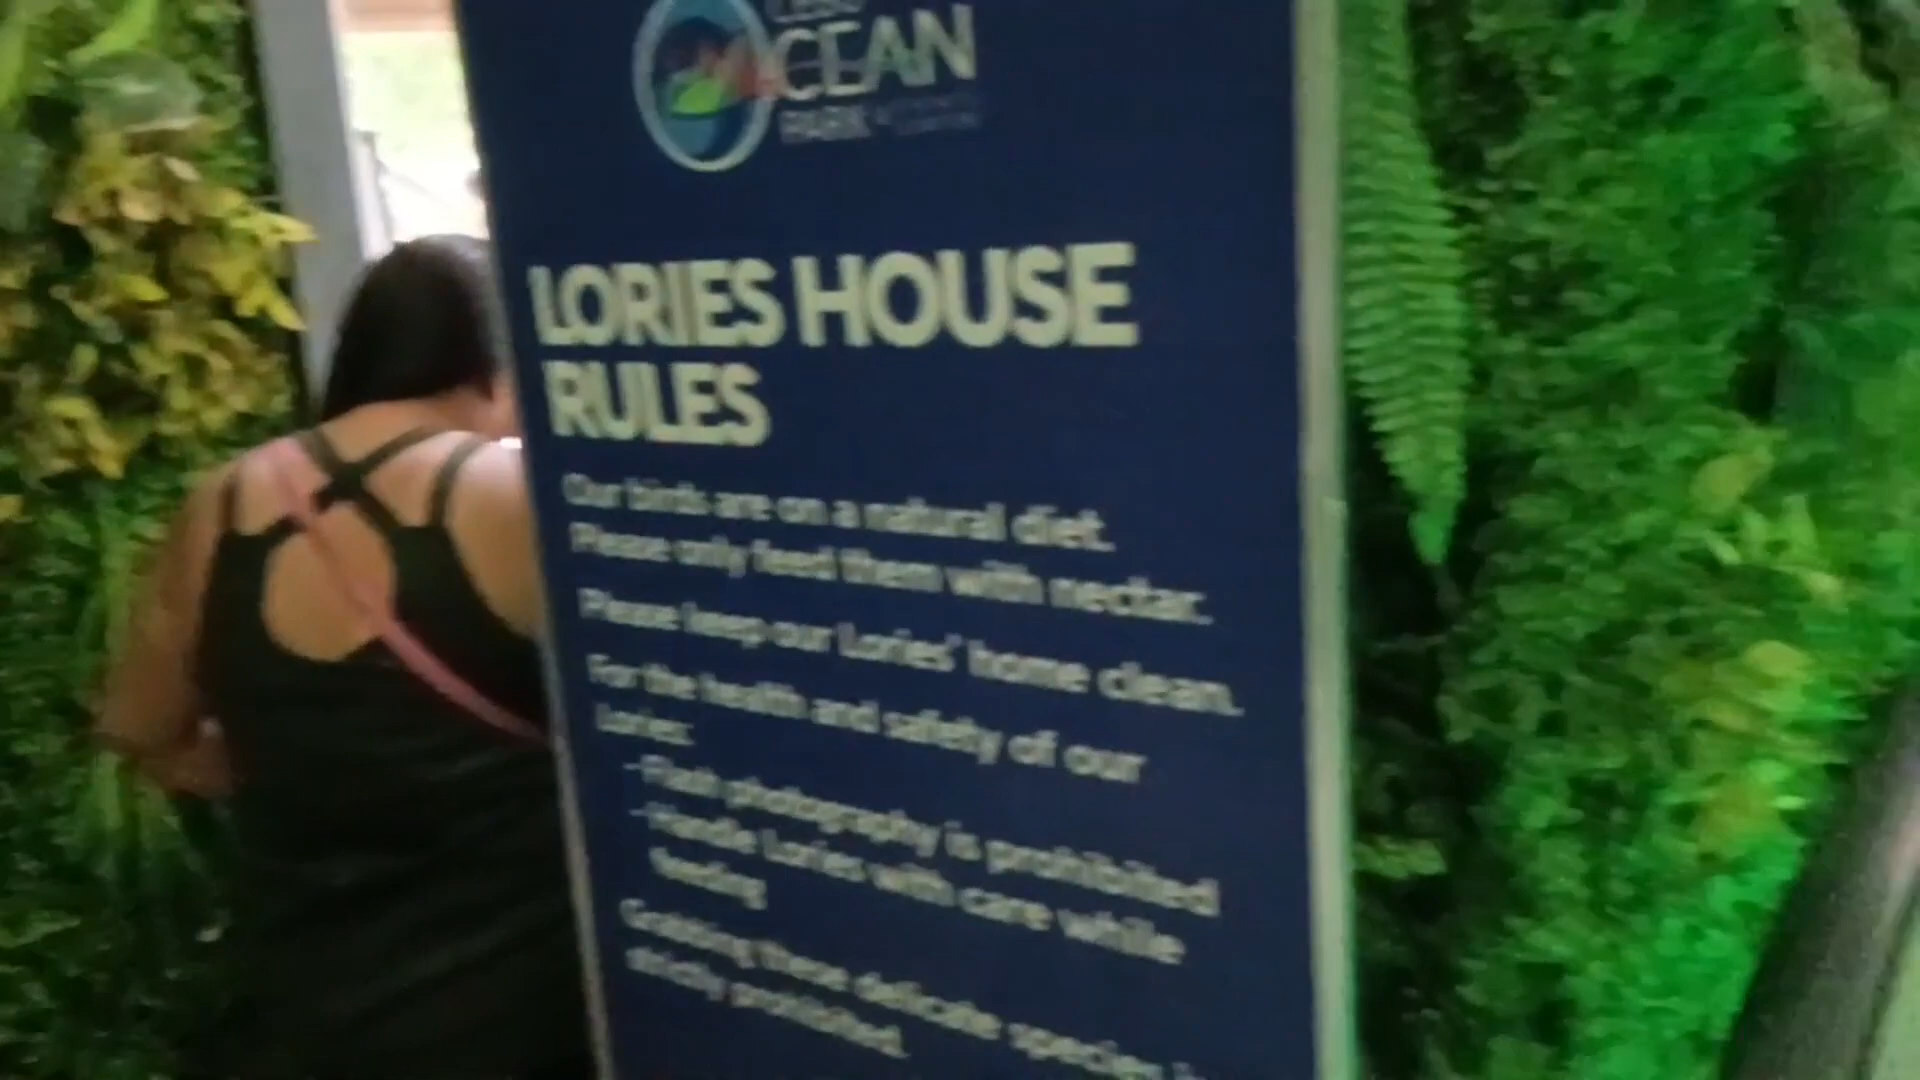 CEBU
OCEAN
PARK
LORIES HOUSE
RULES
Our birds are on a natural diet.
Please only feed them with nectar.
Please keep our Lories' home clean.
For the health and safety of our
Lories:
-Flash photography is prohibited
-Handle Lories with care while
feeding
Grabbing these delicate species is
strictly prohibited.